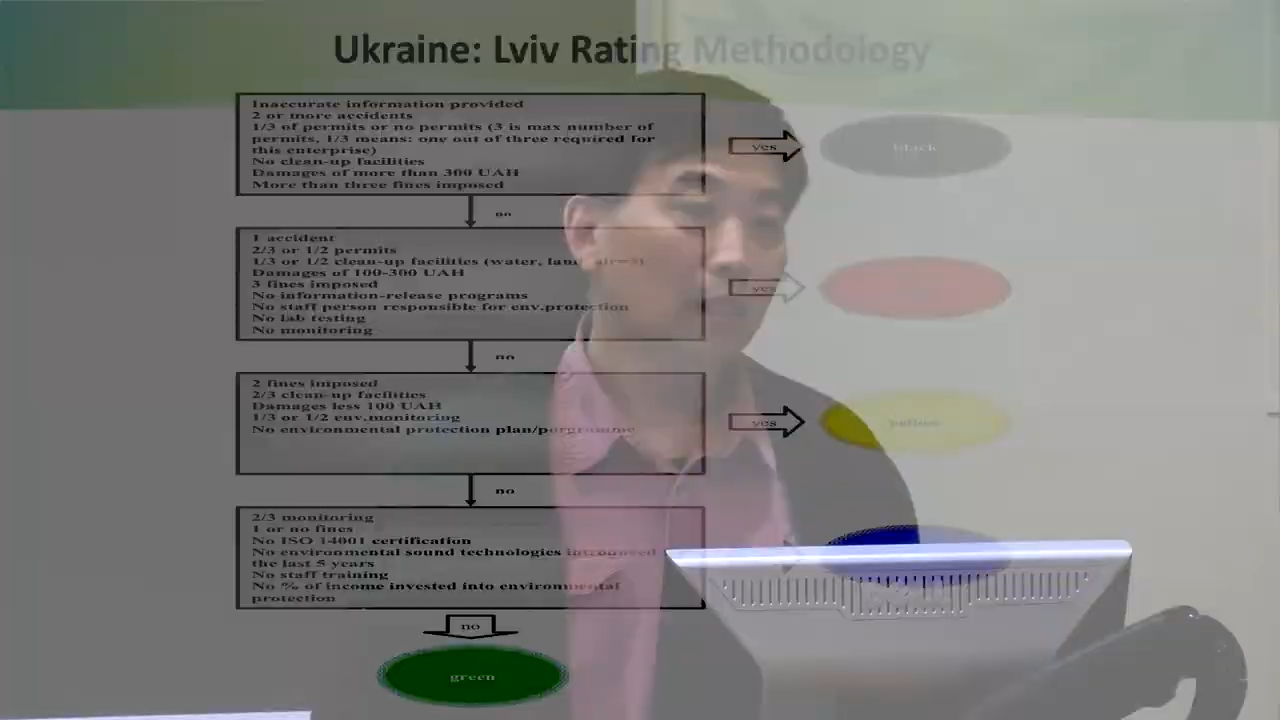 Ukraine: Lviv Rating Methodology
Inaccurate information provided
2 or more accidents
1/3 of permits or no permits (3 is max number of
permits, 1/3 means: one out of three required for
this enterprise)
No clean-up facilities
Damages of more than 300 UAH
More than three fines imposed
yes
black
no
1 accident
2/3 or 1/2 permits
1/3 or 1/2 clean-up facilities (water, land, air=3)
Damages of 100-300 UAH
3 fines imposed
No information-release programs
No staff person responsible for env.protection
No lab testing
No monitoring
yes
no
2 fines imposed
2/3 clean-up facilities
Damages less 100 UAH
1/3 or 1/2 env.monitoring
No environmental protection plan/porgramme
yes
yellow
no
2/3 monitoring
1 or no fines
No ISO 14001 certification
No environmental sound technologies introduced
the last 5 years
No staff training
No % of income invested into environmental
protection
no
green